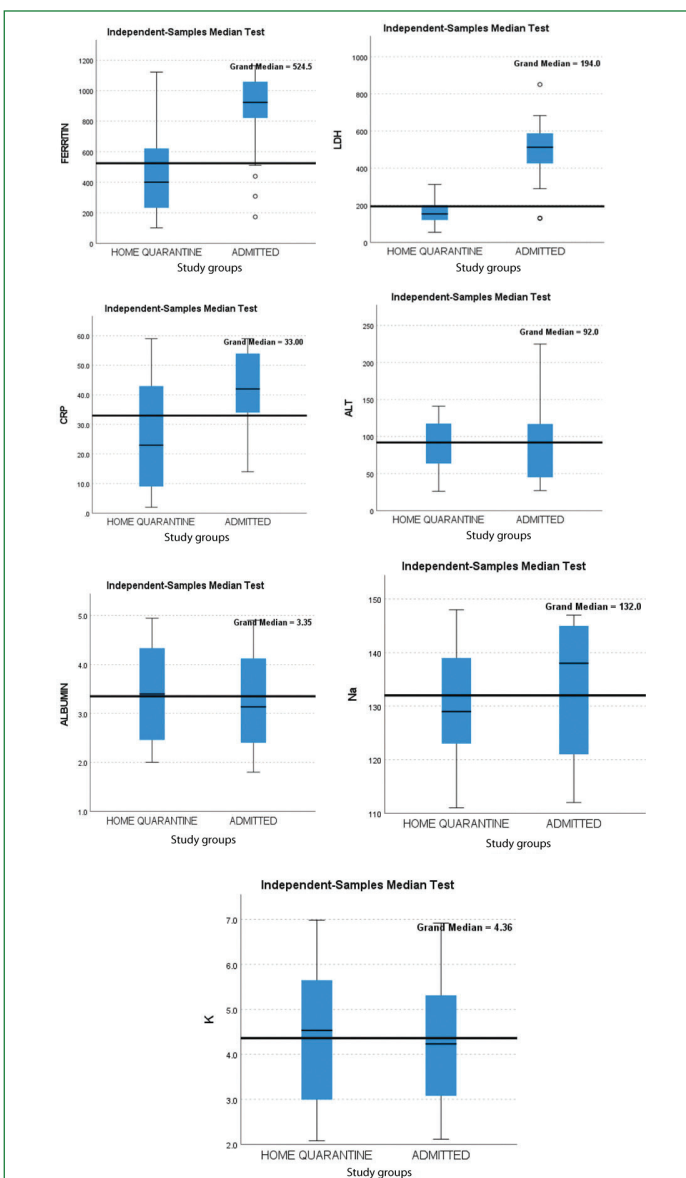 Independent-Samples Median Test
Grand Median = 524.5
1200
1000
800
600
400
200
0
FERRITIN
HOME QUARANTINE
ADMITTED
Study groups
Independent-Samples Median Test
Grand Median = 194.0
1000
800
600
400
200
0
LDH
HOME QUARANTINE
ADMITTED
Study groups
Independent-Samples Median Test
Grand Median = 33.00
60.0
50.0
40.0
30.0
20.0
10.0
.0
CRP
HOME QUARANTINE
ADMITTED
Study groups
Independent-Samples Median Test
Grand Median = 92.0
250
200
150
100
50
0
ALT
HOME QUARANTINE
ADMITTED
Study groups
Independent-Samples Median Test
Grand Median = 3.35
5.0
4.0
3.0
2.0
1.0
ALBUMIN
HOME QUARANTINE
ADMITTED
Study groups
Independent-Samples Median Test
Grand Median = 132.0
150
140
130
120
110
Na
HOME QUARANTINE
ADMITTED
Study groups
Independent-Samples Median Test
Grand Median = 4.36
7.0
6.0
5.0
4.0
3.0
2.0
K
HOME QUARANTINE
ADMITTED
Study groups